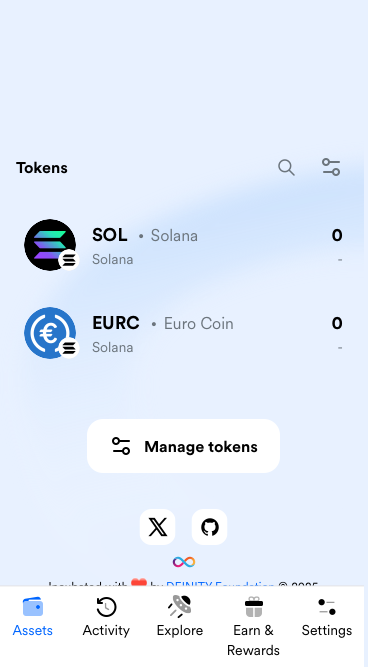 Tokens
SOL • Solana 0
Solana -
EURC • Euro Coin 0
Solana -
Manage tokens
Incubated with ❤️ by DFINITY Foundation © 2025
Assets Activity Explore Earn & Rewards Settings